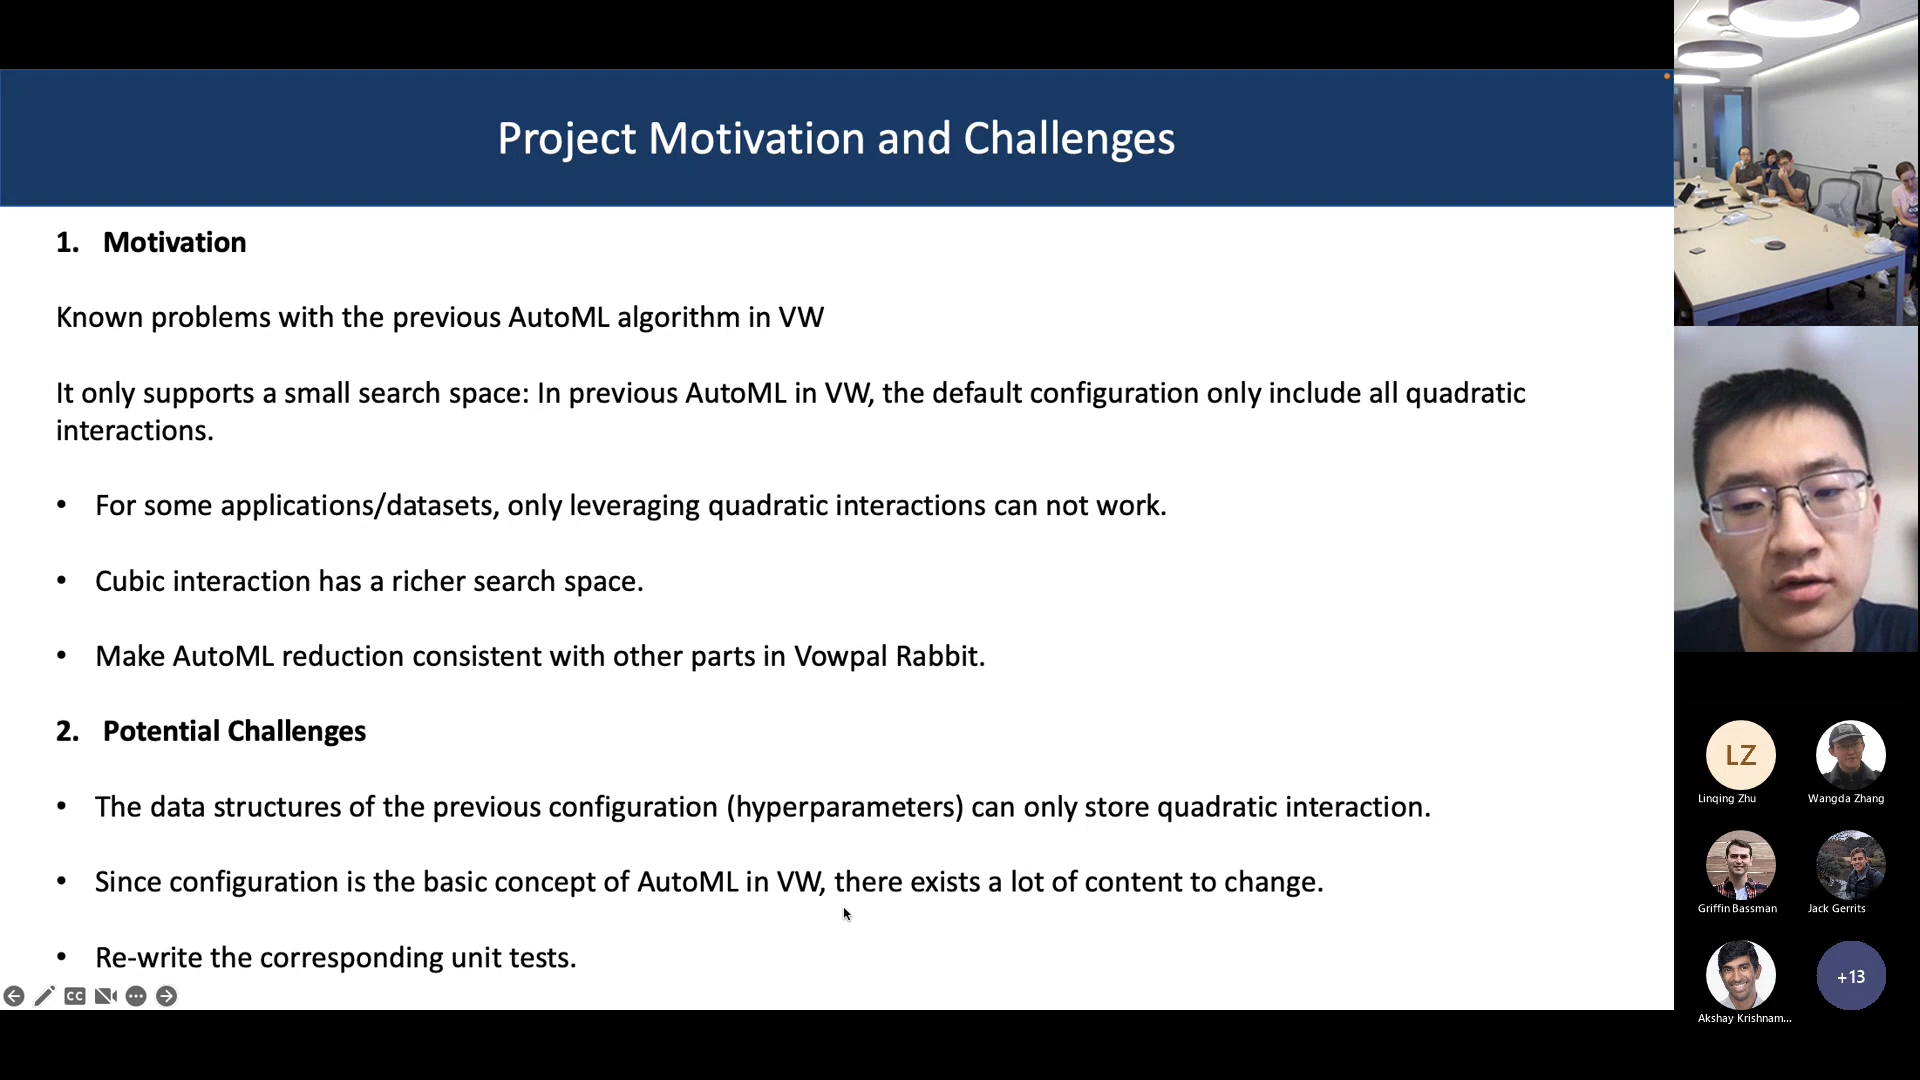 Project Motivation and Challenges
1. Motivation
Known problems with the previous AutoML algorithm in VW
It only supports a small search space: In previous AutoML in VW, the default configuration only include all quadratic
interactions.
• For some applications/datasets, only leveraging quadratic interactions can not work.
• Cubic interaction has a richer search space.
• Make AutoML reduction consistent with other parts in Vowpal Rabbit.
2. Potential Challenges
• The data structures of the previous configuration (hyperparameters) can only store quadratic interaction.
• Since configuration is the basic concept of AutoML in VW, there exists a lot of content to change.
• Re-write the corresponding unit tests.
CC
LZ
Linqing Zhu
Wangda Zhang
Griffin Bassman
Jack Gerrits
Akshay Krishnam...
+13